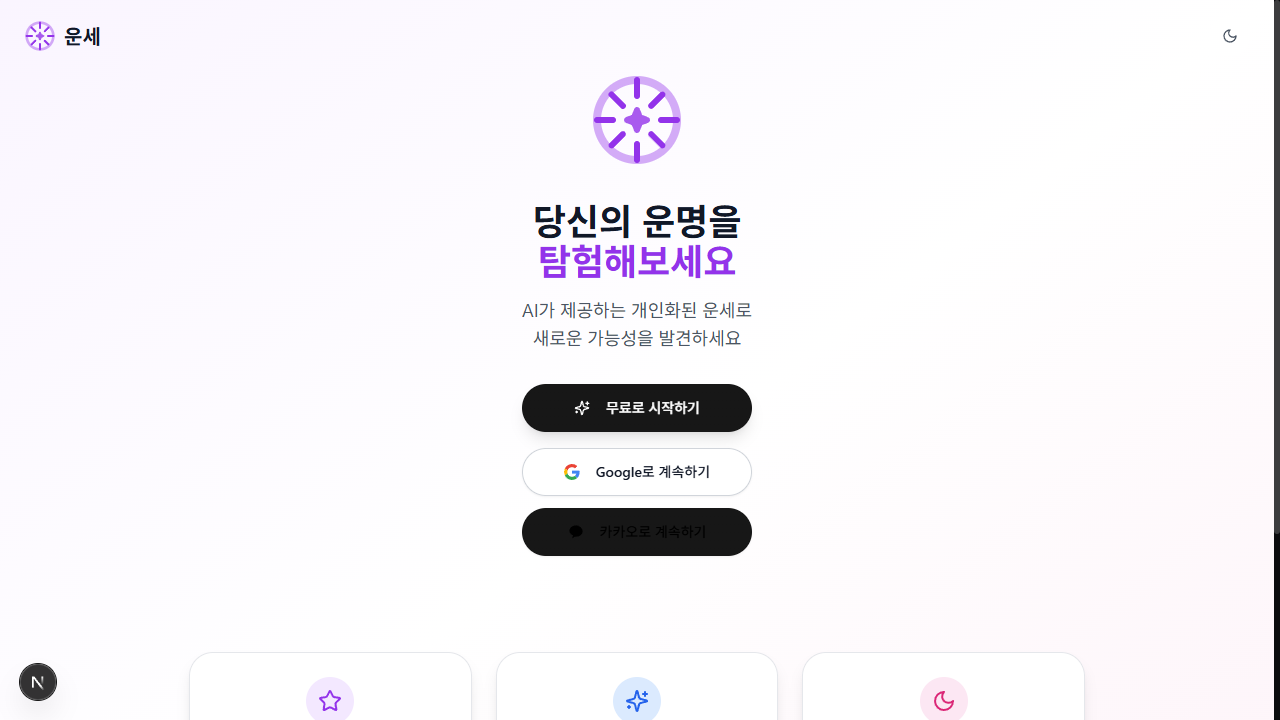 운세
당신의 운명을
탐험해보세요
AI가 제공하는 개인화된 운세로
새로운 가능성을 발견하세요
무료로 시작하기
Google로 계속하기
카카오로 계속하기
N